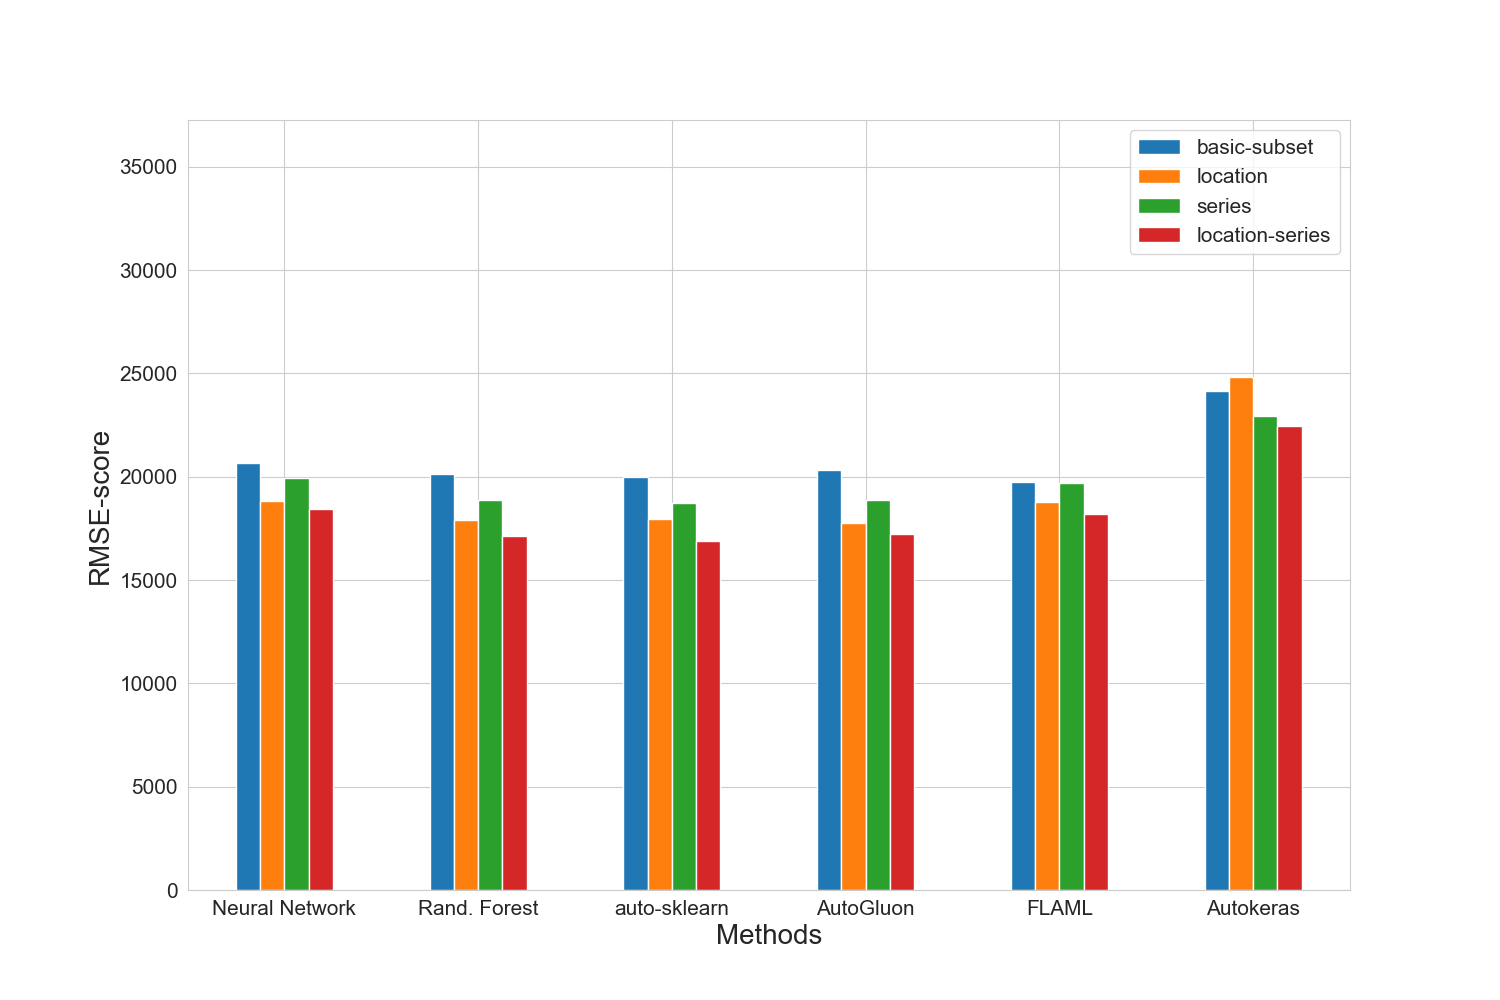 basic-subset
location
series
location-series
35000
30000
25000
20000
15000
10000
5000
0
RMSE-score
Neural Network Rand. Forest auto-sklearn AutoGluon FLAML Autokeras
Methods